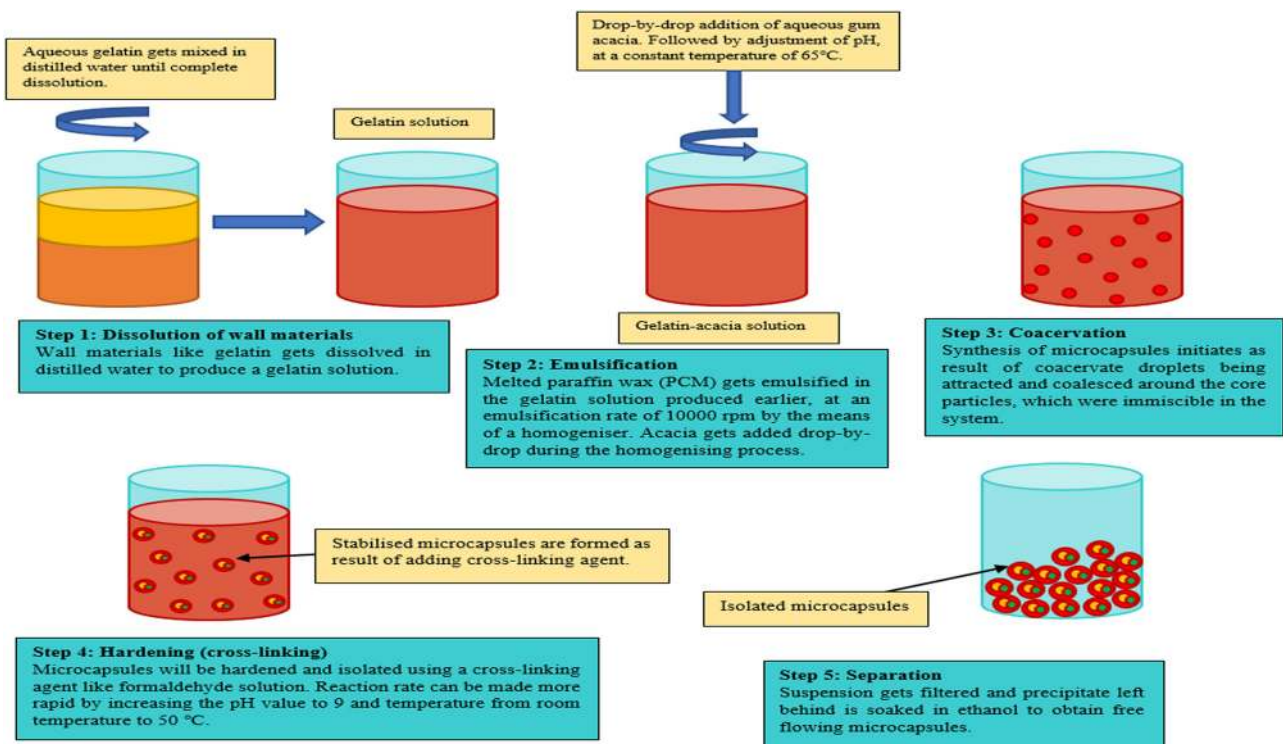 Aqueous gelatin gets mixed in
distilled water until complete
dissolution.
Gelatin solution
Drop-by-drop addition of aqueous gum
acacia. Followed by adjustment of pH,
at a constant temperature of 65°C.
Step 1: Dissolution of wall materials
Wall materials like gelatin gets dissolved in
distilled water to produce a gelatin solution.
Gelatin-acacia solution
Step 2: Emulsification
Melted paraffin wax (PCM) gets emulsified in
the gelatin solution produced earlier, at an
emulsification rate of 10000 rpm by the means
of a homogeniser. Acacia gets added drop-by-
drop during the homogenising process.
Step 3: Coacervation
Synthesis of microcapsules initiates as
result of coacervate droplets being
attracted and coalesced around the core
particles, which were immiscible in the
system.
Stabilised microcapsules are formed as
result of adding cross-linking agent.
Step 4: Hardening (cross-linking)
Microcapsules will be hardened and isolated using a cross-linking
agent like formaldehyde solution. Reaction rate can be made more
rapid by increasing the pH value to 9 and temperature from room
temperature to 50 °C.
Isolated microcapsules
Step 5: Separation
Suspension gets filtered and precipitate left
behind is soaked in ethanol to obtain free
flowing microcapsules.